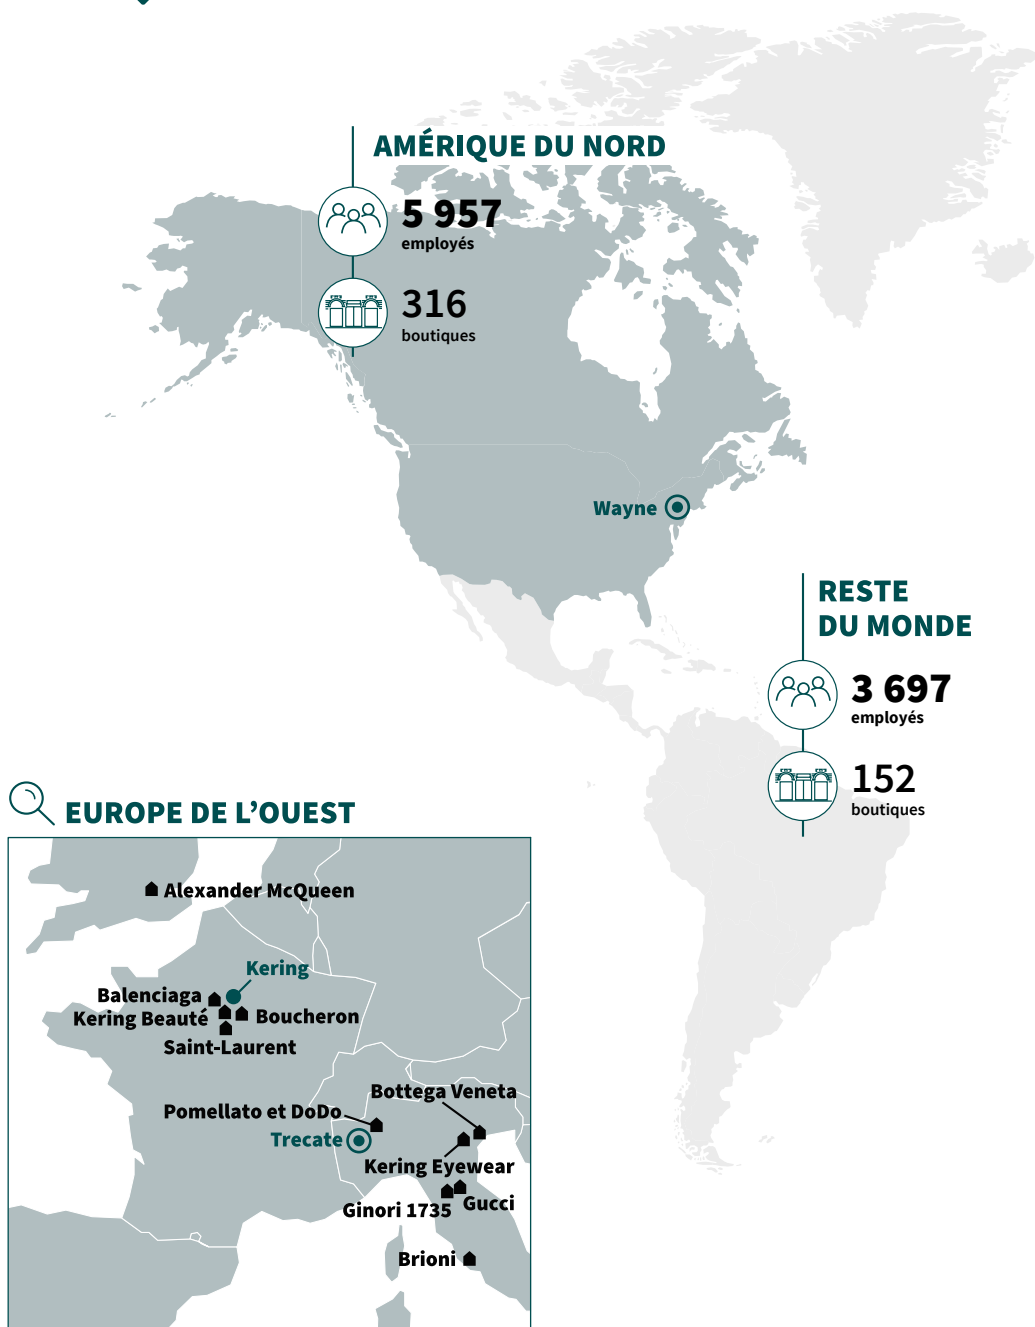 AMÉRIQUE DU NORD
5 957
employés
316
boutiques
Wayne
RESTE
DU MONDE
3 697
employés
152
boutiques
EUROPE DE L’OUEST
Alexander McQueen
Kering
Balenciaga
Kering Beauté
Boucheron
Saint-Laurent
Bottega Veneta
Pomellato et DoDo
Trecate
Kering Eyewear
Gucci
Ginori 1735
Brioni